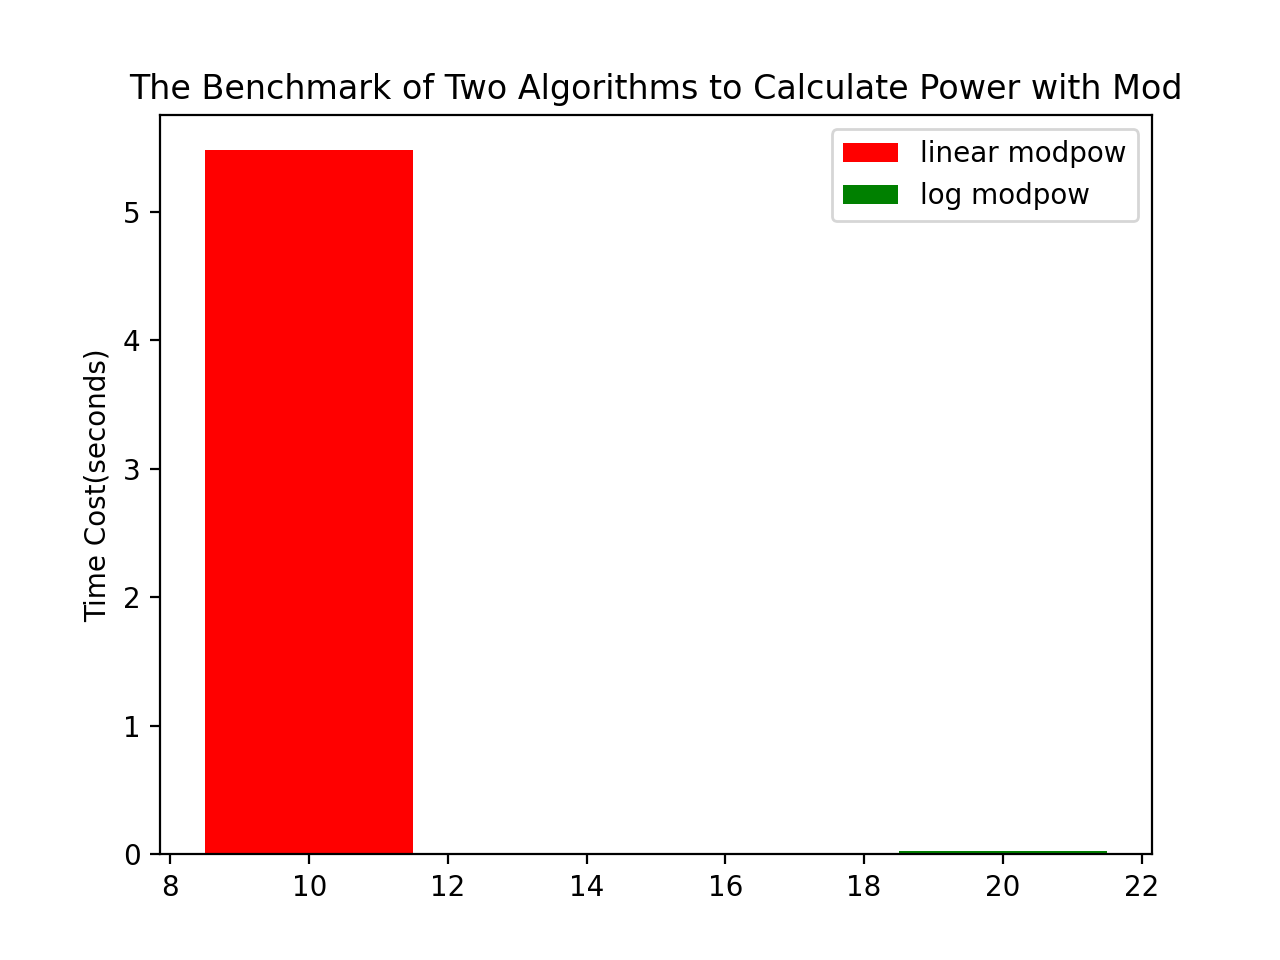 The Benchmark of Two Algorithms to Calculate Power with Mod
linear modpow
log modpow
Time Cost(seconds)
5
4
3
2
1
0
8 10 12 14 16 18 20 22